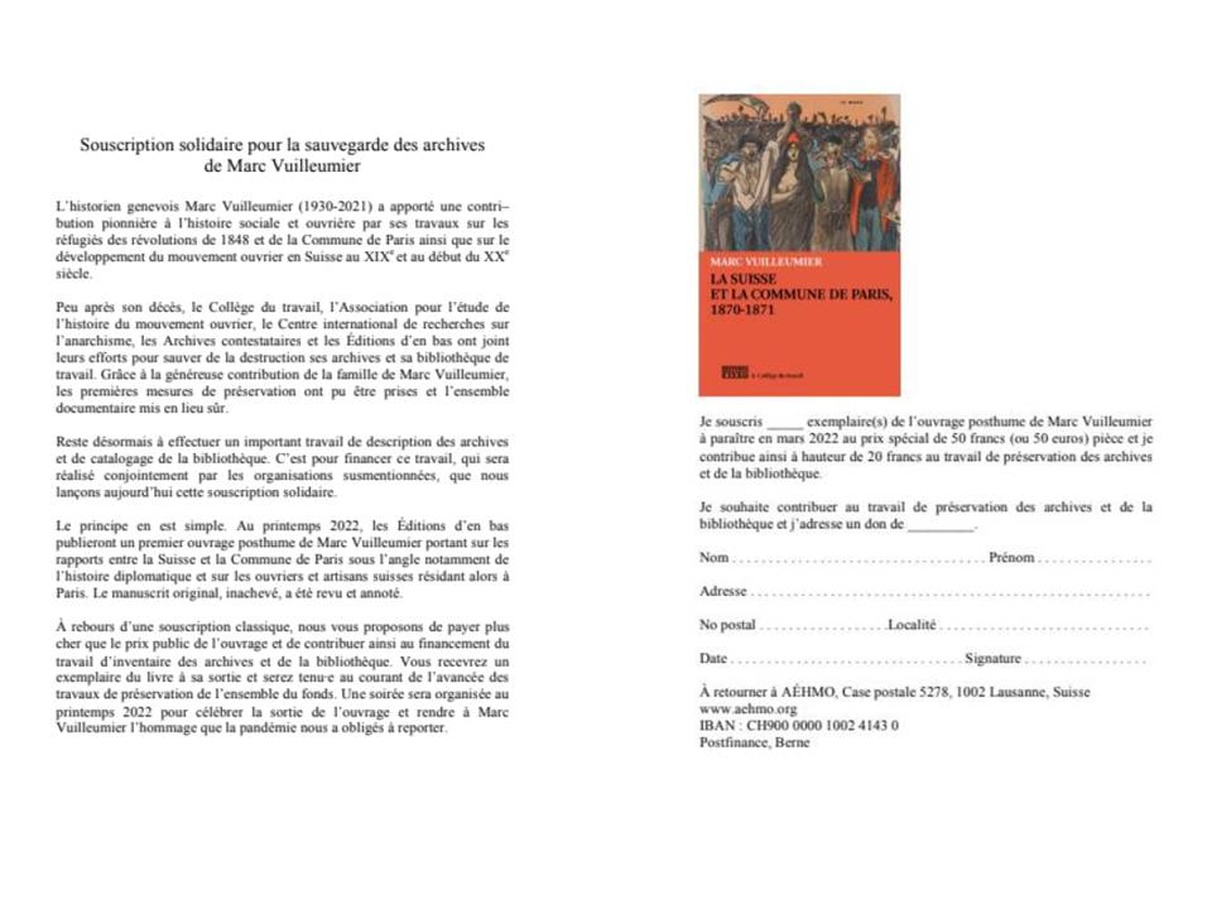 Souscription solidaire pour la sauvegarde des archives
de Marc Vuilleumier
L'historien genevois Marc Vuilleumier (1930-2021) a apporté une contri–
bution pionnière à l'histoire sociale et ouvrière par ses travaux sur les
réfugiés des révolutions de 1848 et de la Commune de Paris ainsi que sur le
développement du mouvement ouvrier en Suisse au XIXe et au début du XXe
siècle.
Peu après son décès, le Collège du travail, l'Association pour l'étude de
l'histoire du mouvement ouvrier, le Centre international de recherches sur
l'anarchisme, les Archives contestataires et les Éditions d'en bas ont joint
leurs efforts pour sauver de la destruction ses archives et sa bibliothèque de
travail. Grâce à la généreuse contribution de la famille de Marc Vuilleumier,
les premières mesures de préservation ont pu être prises et l'ensemble
documentaire mis en lieu sûr.
Reste désormais à effectuer un important travail de description des archives
et de catalogage de la bibliothèque. C'est pour financer ce travail, qui sera
réalisé conjointement par les organisations susmentionnées, que nous
lançons aujourd'hui cette souscription solidaire.
Le principe en est simple. Au printemps 2022, les Éditions d'en bas
publieront un premier ouvrage posthume de Marc Vuilleumier portant sur les
rapports entre la Suisse et la Commune de Paris sous l'angle notamment de
l'histoire diplomatique et sur les ouvriers et artisans suisses résidant alors à
Paris. Le manuscrit original, inachevé, a été revu et annoté.
À rebours d'une souscription classique, nous vous proposons de payer plus
cher que le prix public de l'ouvrage et de contribuer ainsi au financement du
travail d'inventaire des archives et de la bibliothèque. Vous recevrez un
exemplaire du livre à sa sortie et serez tenu·e au courant de l'avancée des
travaux de préservation de l'ensemble du fonds. Une soirée sera organisée au
printemps 2022 pour célébrer la sortie de l'ouvrage et rendre à Marc
Vuilleumier l'hommage que la pandémie nous a obligés à reporter.
MARC VUILLEUMIER
LA SUISSE
ET LA COMMUNE DE PARIS,
1870-1871
Je souscris _____ exemplaire(s) de l'ouvrage posthume de Marc Vuilleumier
à paraître en mars 2022 au prix spécial de 50 francs (ou 50 euros) pièce et je
contribue ainsi à hauteur de 20 francs au travail de préservation des archives
et de la bibliothèque.
Je souhaite contribuer au travail de préservation des archives et de la
bibliothèque et j'adresse un don de _________.
Nom . . . . . . . . . . . . . . . . . . . . . . . . . . . . . . . . . . . . Prénom . . . . . . . . . . . . . . . . .
Adresse . . . . . . . . . . . . . . . . . . . . . . . . . . . . . . . . . . . . . . . . . . . . . . . . . . . . . . . . .
No postal . . . . . . . . . . . . . . . . . . Localité . . . . . . . . . . . . . . . . . . . . . . . . . . . . . .
Date . . . . . . . . . . . . . . . . . . . . . . . . . . . . . . . . . Signature . . . . . . . . . . . . . . . . . .
À retourner à AÉHMO, Case postale 5278, 1002 Lausanne, Suisse
www.aehmo.org
IBAN : CH900 0000 1002 4143 0
Postfinance, Berne